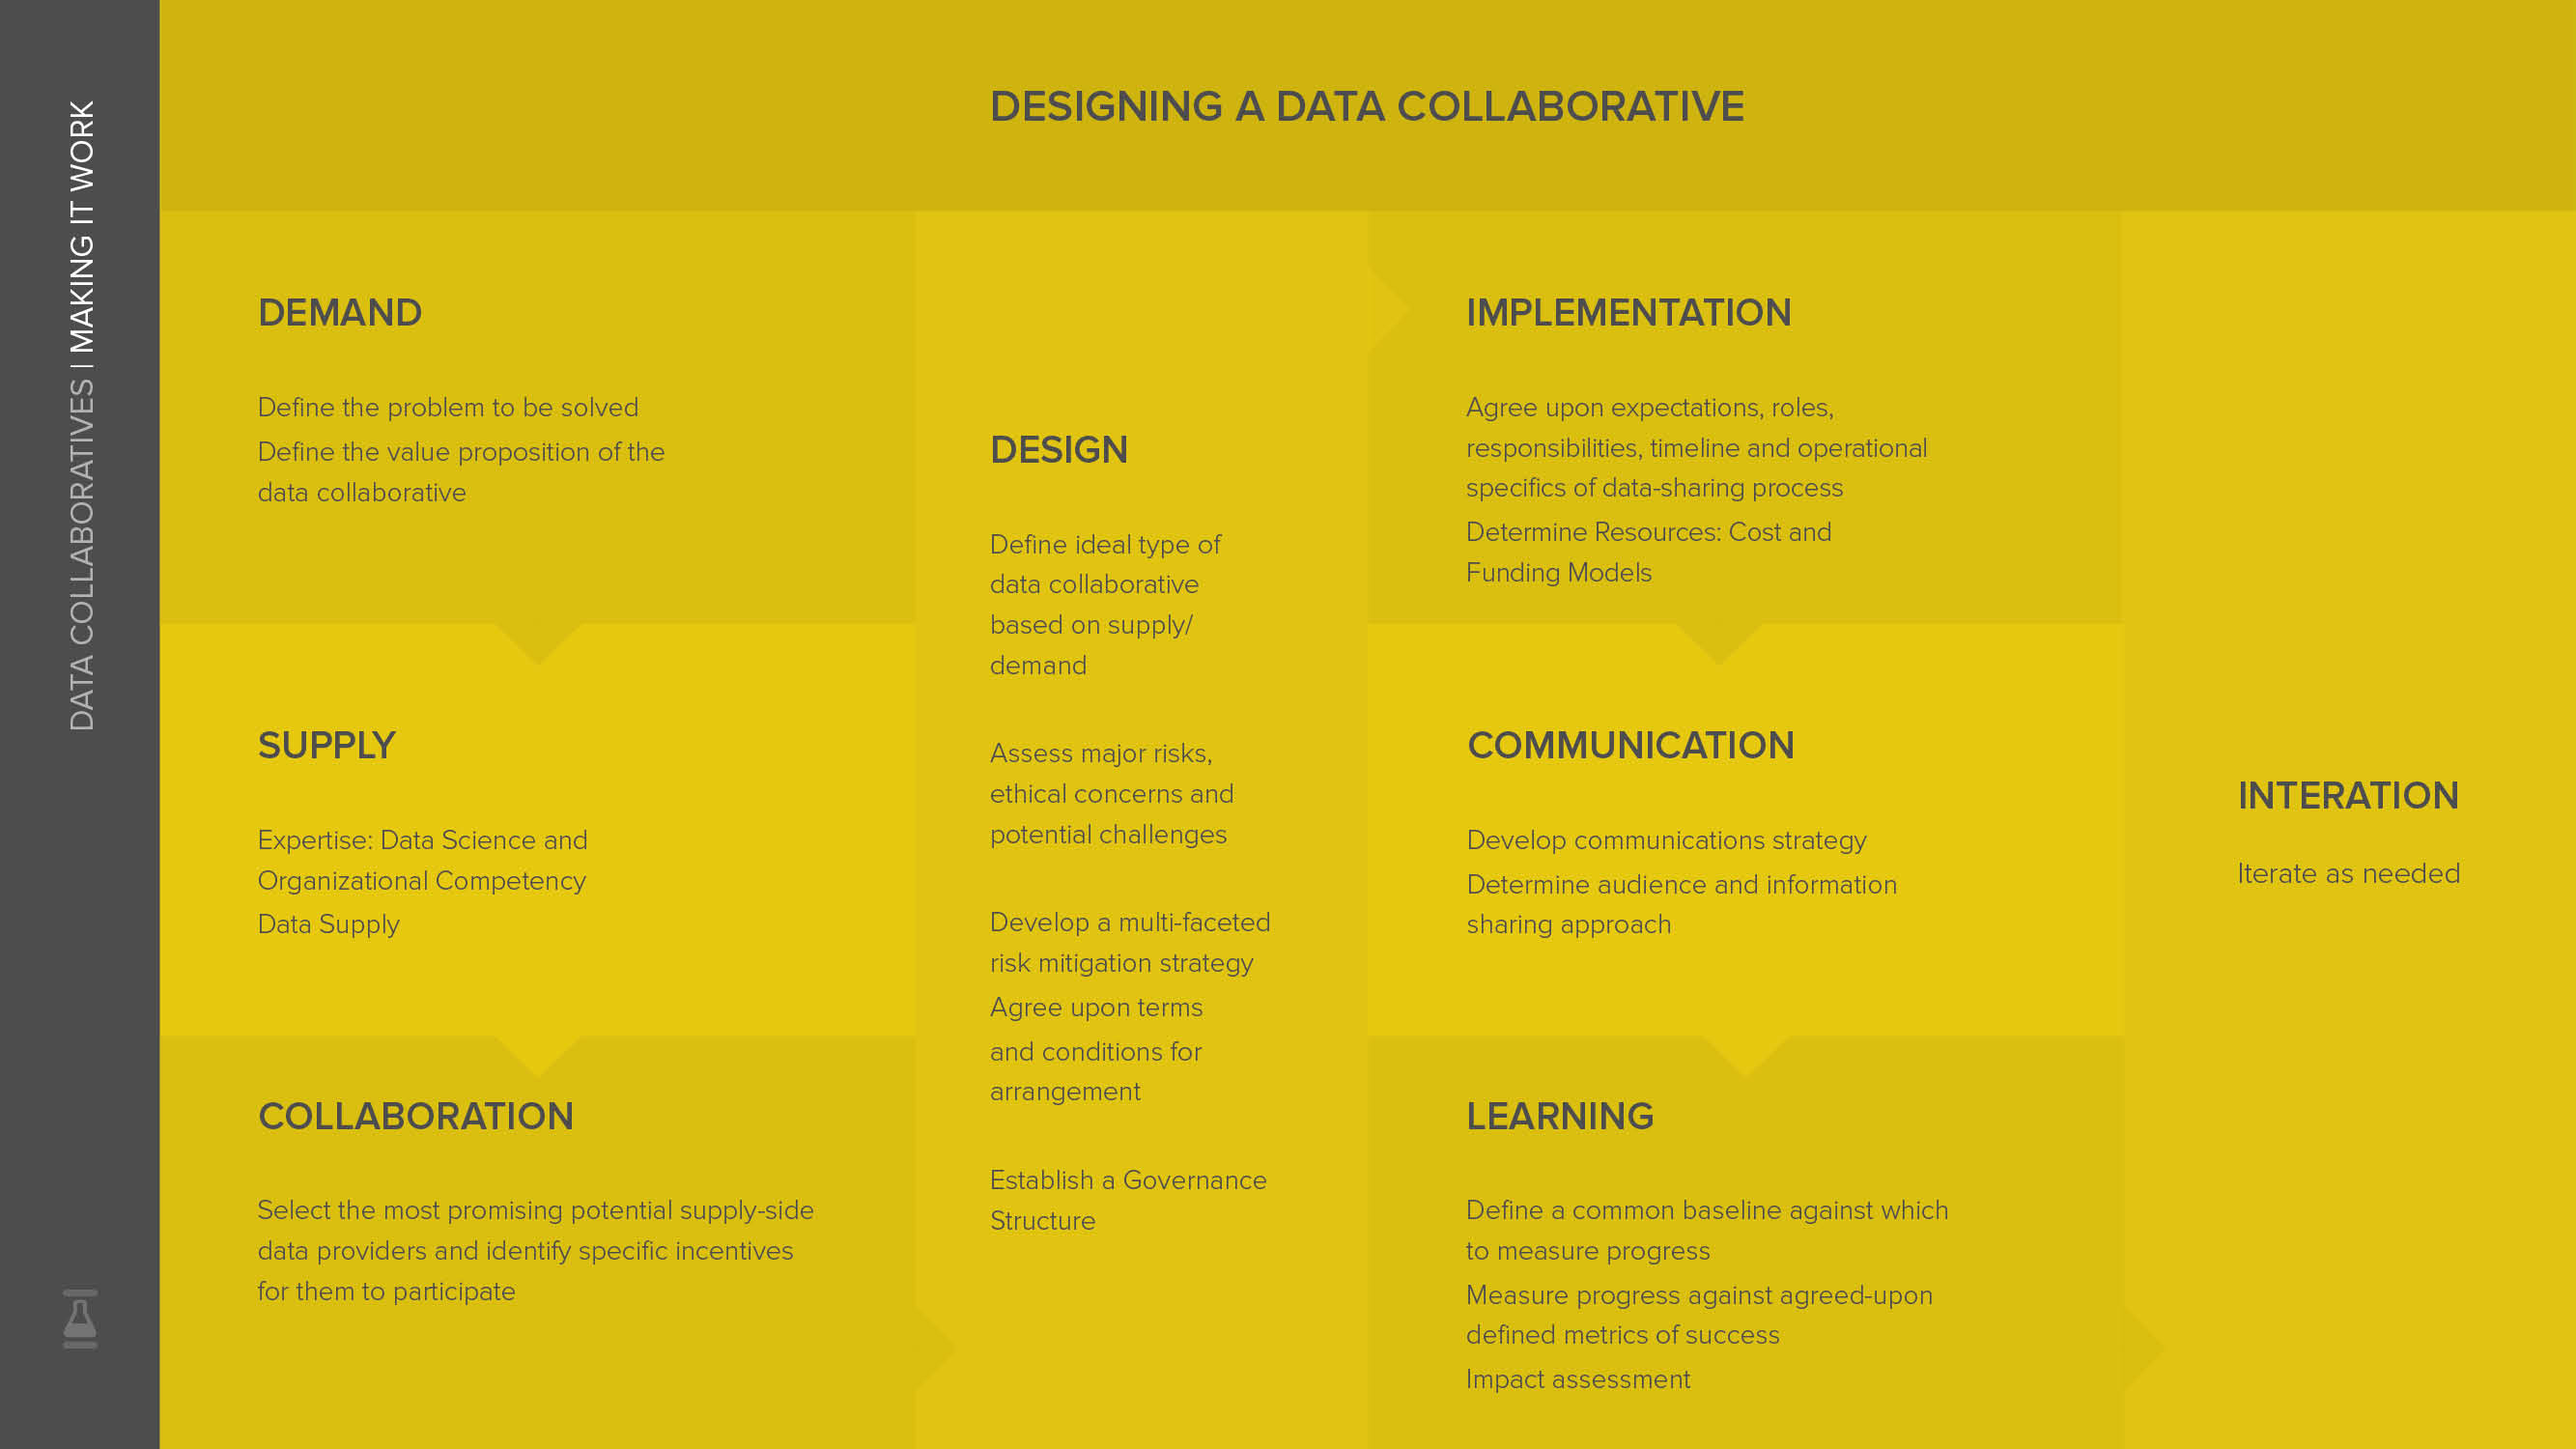 DATA COLLABORATIVES | MAKING IT WORK
DESIGNING A DATA COLLABORATIVE
DEMAND
Define the problem to be solved
Define the value proposition of the
data collaborative
SUPPLY
Expertise: Data Science and
Organizational Competency
Data Supply
COLLABORATION
Select the most promising potential supply-side
data providers and identify specific incentives
for them to participate
DESIGN
Define ideal type of
data collaborative
based on supply/
demand
Assess major risks,
ethical concerns and
potential challenges
Develop a multi-faceted
risk mitigation strategy
Agree upon terms
and conditions for
arrangement
Establish a Governance
Structure
IMPLEMENTATION
Agree upon expectations, roles,
responsibilities, timeline and operational
specifics of data-sharing process
Determine Resources: Cost and
Funding Models
COMMUNICATION
Develop communications strategy
Determine audience and information
sharing approach
LEARNING
Define a common baseline against which
to measure progress
Measure progress against agreed-upon
defined metrics of success
Impact assessment
INTERATION
Iterate as needed